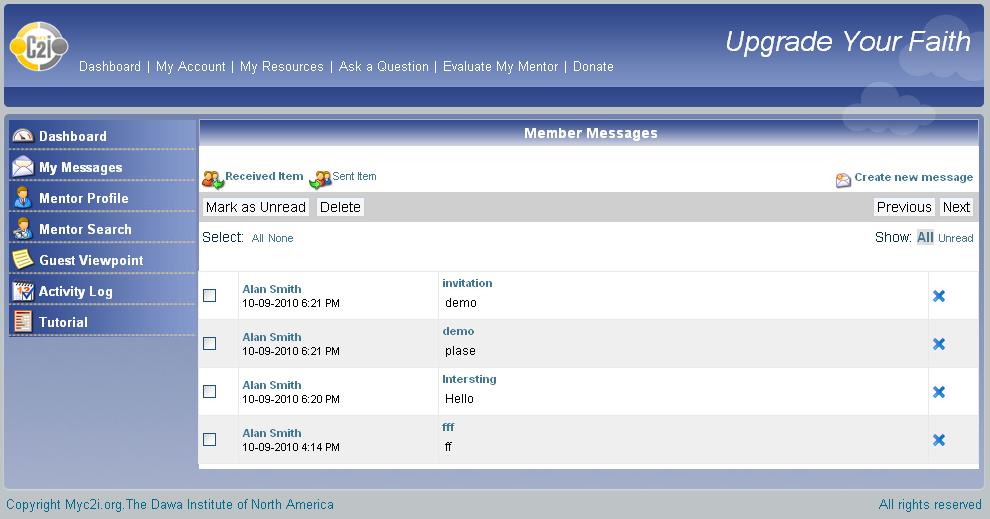 C2i
Upgrade Your Faith
Dashboard | My Account | My Resources | Ask a Question | Evaluate My Mentor | Donate
Dashboard
My Messages
Mentor Profile
Mentor Search
Guest Viewpoint
Activity Log
Tutorial
Member Messages
Received Item Sent Item Create new message
Mark as Unread Delete Previous Next
Select: All None Show: All Unread
Alan Smith invitation
10-09-2010 6:21 PM demo
Alan Smith demo
10-09-2010 6:21 PM plase
Alan Smith Intersting
10-09-2010 6:20 PM Hello
Alan Smith fff
10-09-2010 4:14 PM ff
Copyright Myc2i.org.The Dawa Institute of North America All rights reserved